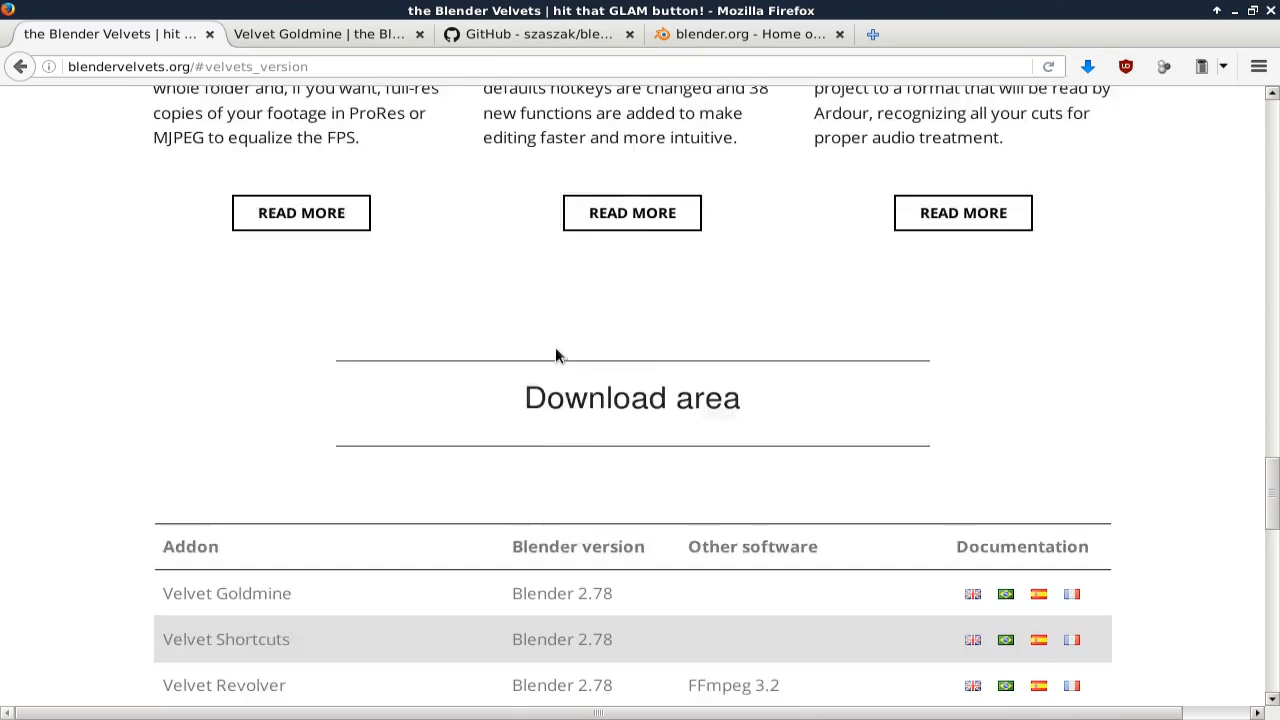 the Blender Velvets | hit that GLAM button! - Mozilla Firefox
the Blender Velvets | hit ...
Velvet Goldmine | the Bl...
GitHub - szaszak/ble...
blender.org - Home o...
blendervelvets.org/#velvets_version
whole folder and, if you want, full-res
copies of your footage in ProRes or
MJPEG to equalize the FPS.
defaults hotkeys are changed and 38
new functions are added to make
editing faster and more intuitive.
project to a format that will be read by
Ardour, recognizing all your cuts for
proper audio treatment.
READ MORE
READ MORE
READ MORE
Download area
Addon Blender version Other software Documentation
Velvet Goldmine Blender 2.78
Velvet Shortcuts Blender 2.78
Velvet Revolver Blender 2.78 FFmpeg 3.2